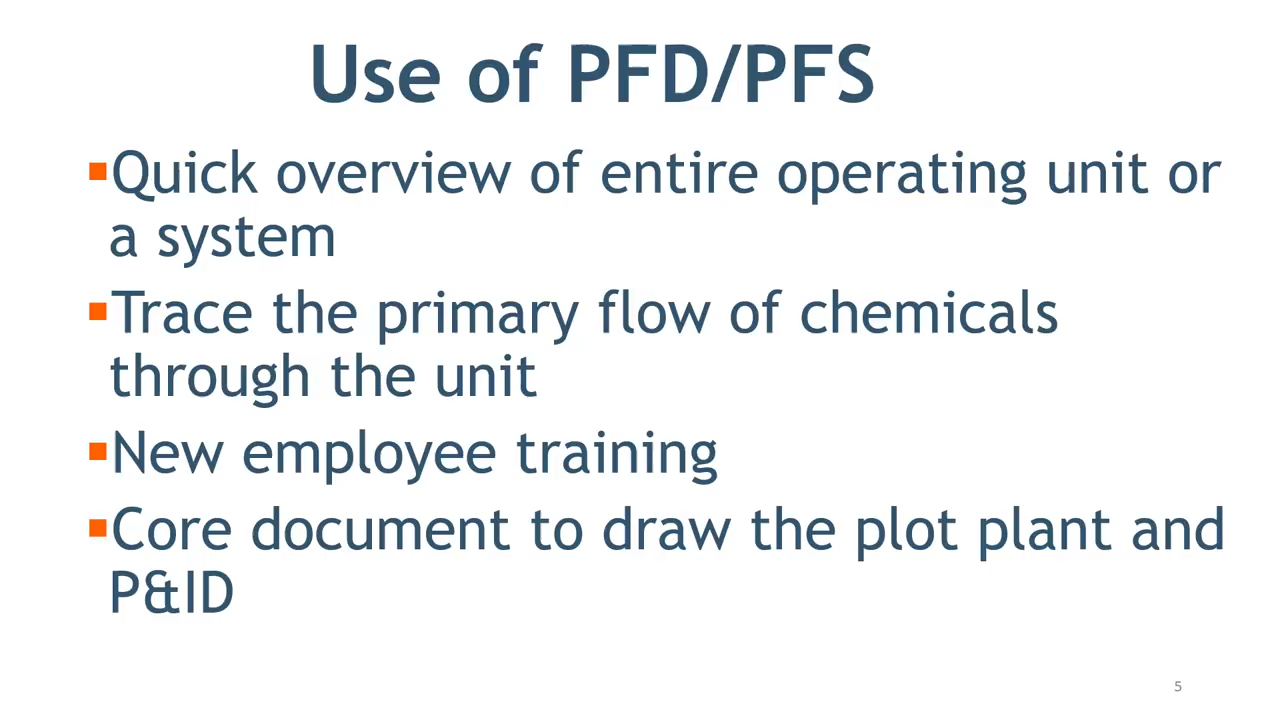 Use of PFD/PFS
▪Quick overview of entire operating unit or
a system
▪Trace the primary flow of chemicals
through the unit
▪New employee training
▪Core document to draw the plot plant and
P&ID
5